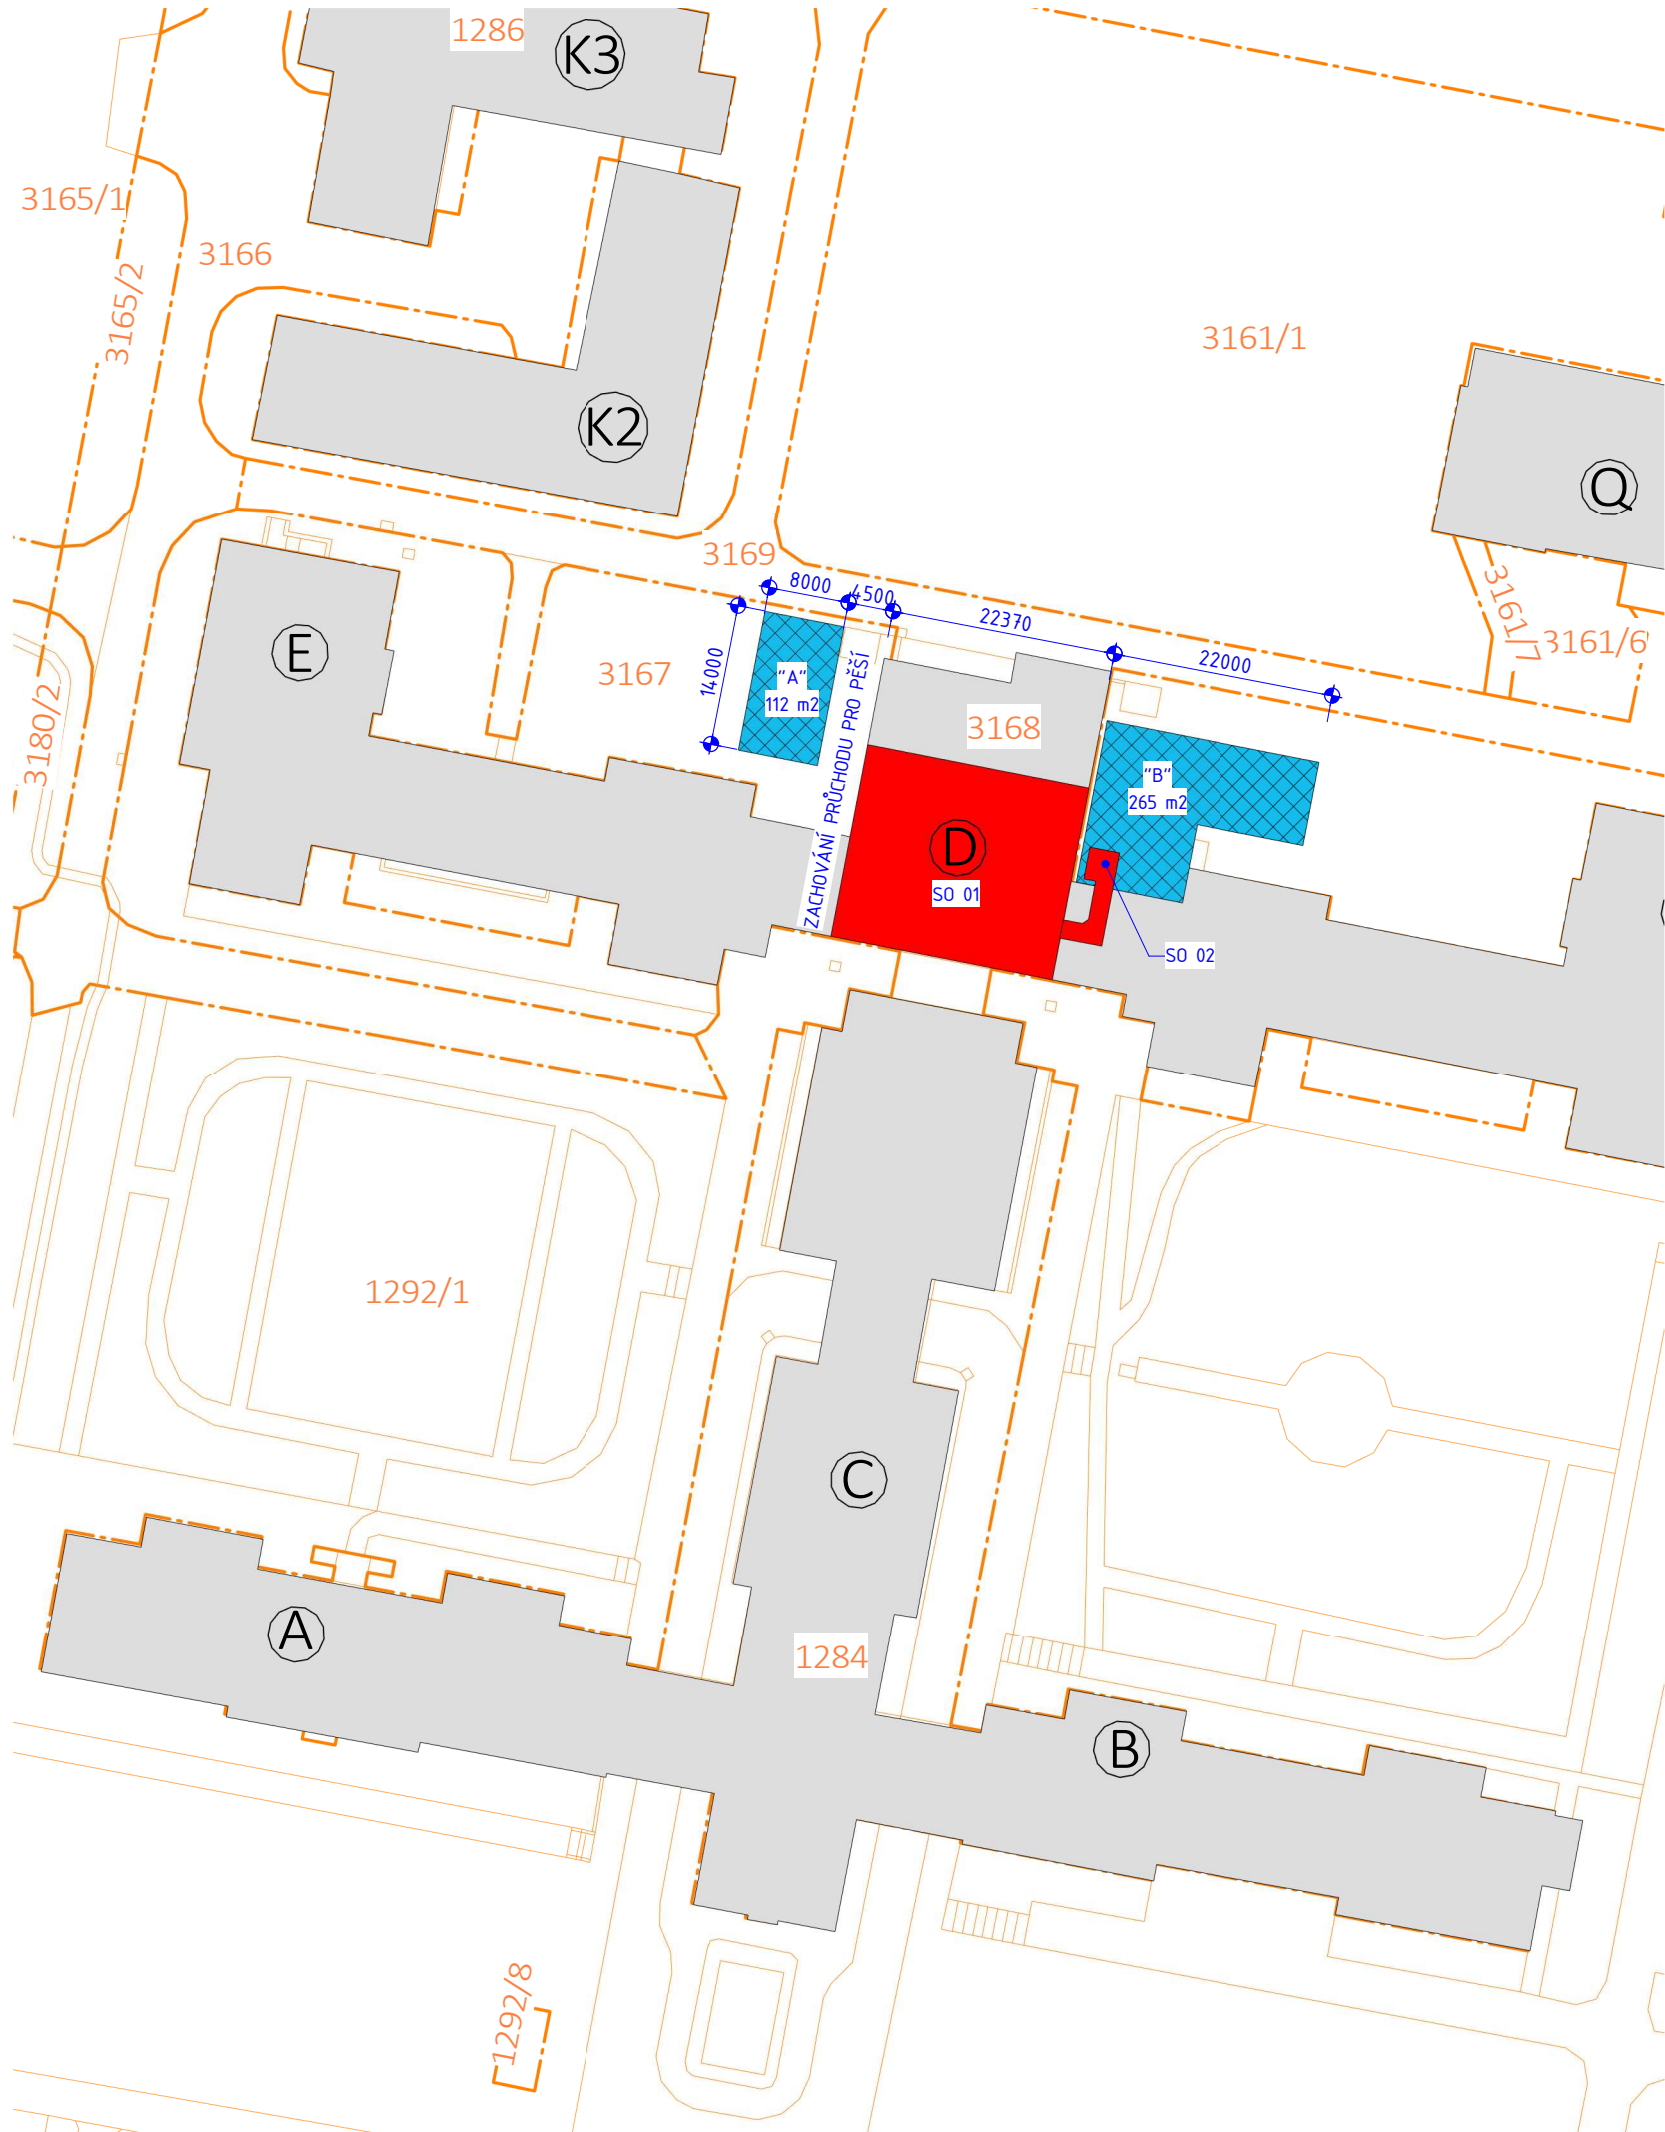 1286
K3
3165/1
3166
3165/2
3161/1
K2
Q
3169
8000
4500
22370
22000
14000
3161/7
3161/6
E
3167
"A"
112 m2
ZACHOVÁNÍ PRŮCHODU PRO PĚŠÍ
3168
3180/2
"B"
265 m2
D
SO 01
SO 02
1292/1
C
A
1284
B
1292/8